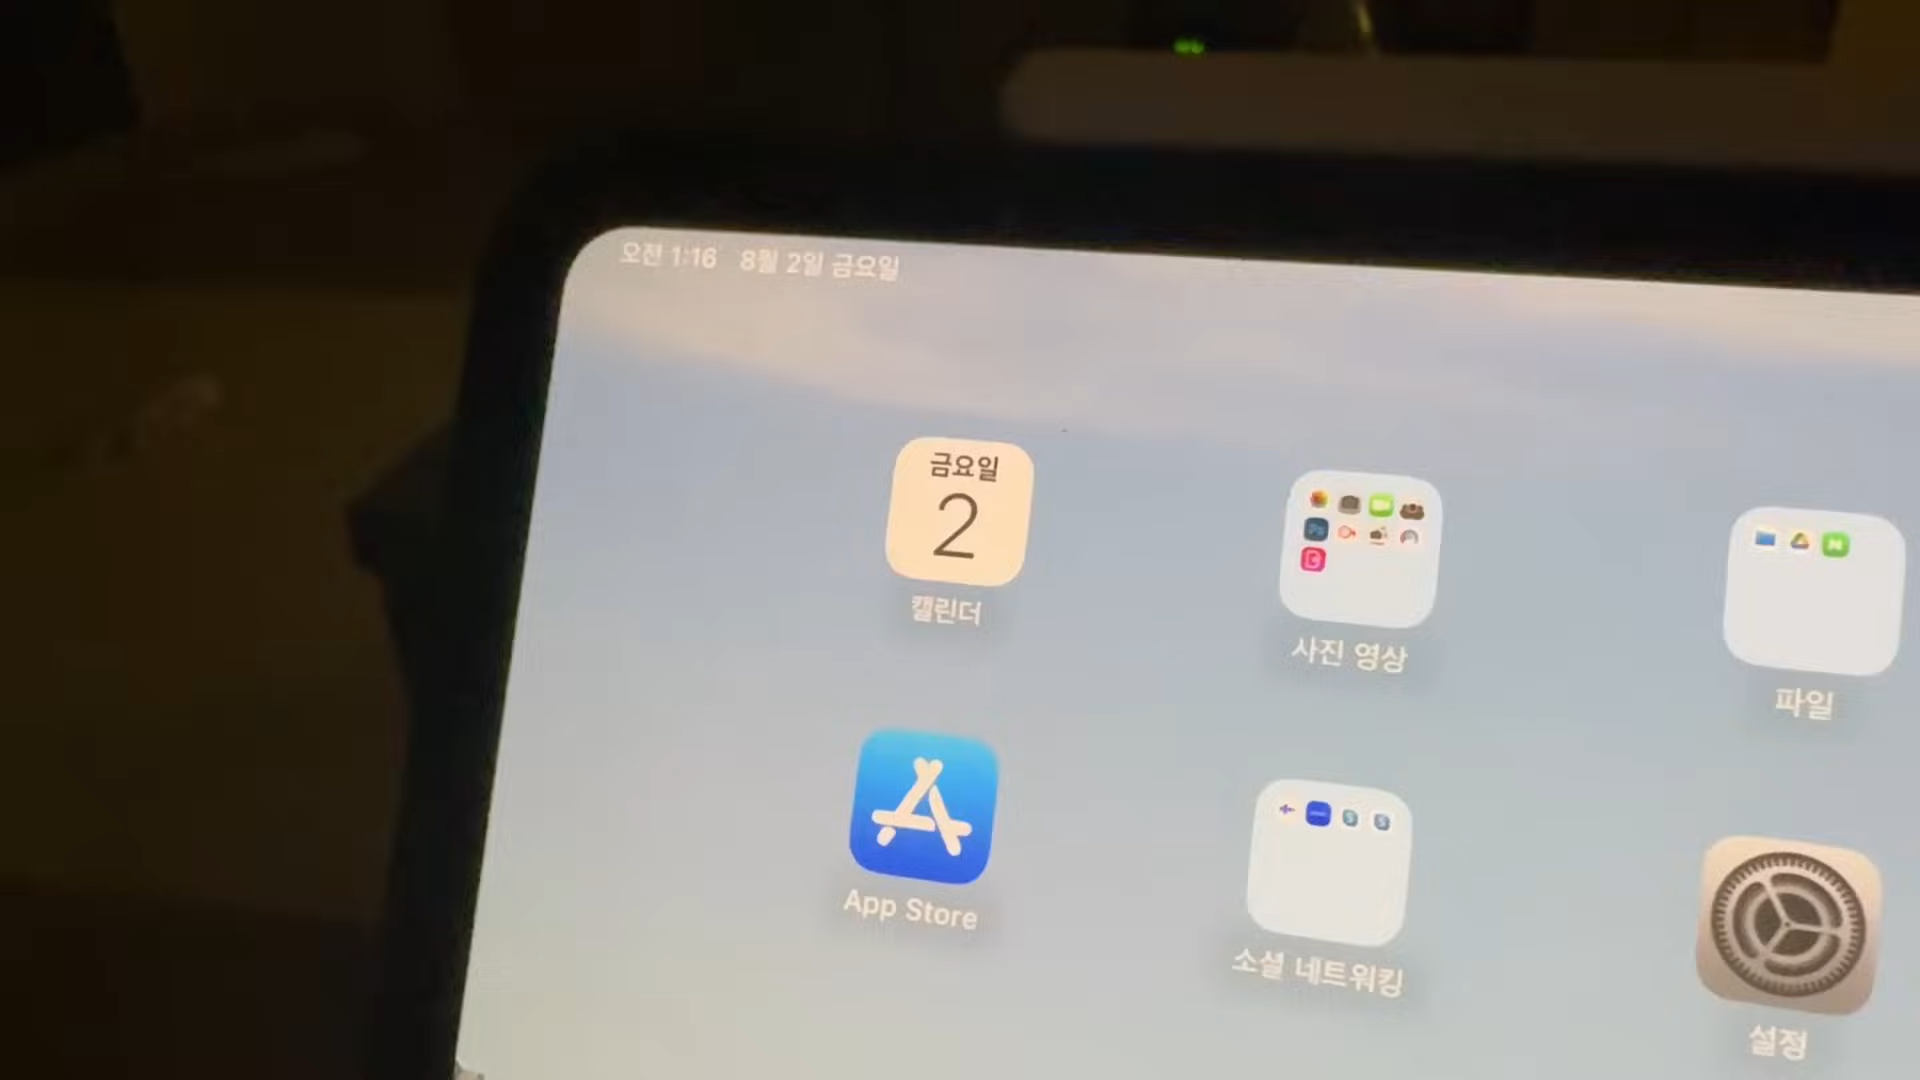 오전 1:16 8월 2일 금요일
금요일
2
캘린더
사진 영상
Ps
파일
App Store
소셜 네트워킹
설정